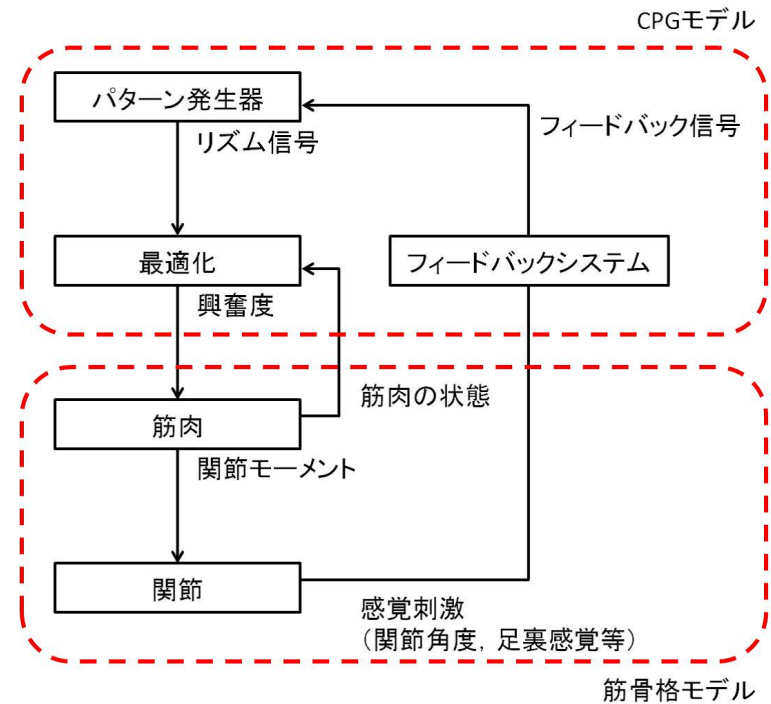 CPGモデル
パターン発生器
リズム信号
フィードバック信号
最適化
フィードバックシステム
興奮度
筋肉の状態
筋肉
関節モーメント
関節
感覚刺激
（関節角度，足裏感覚等）
筋骨格モデル